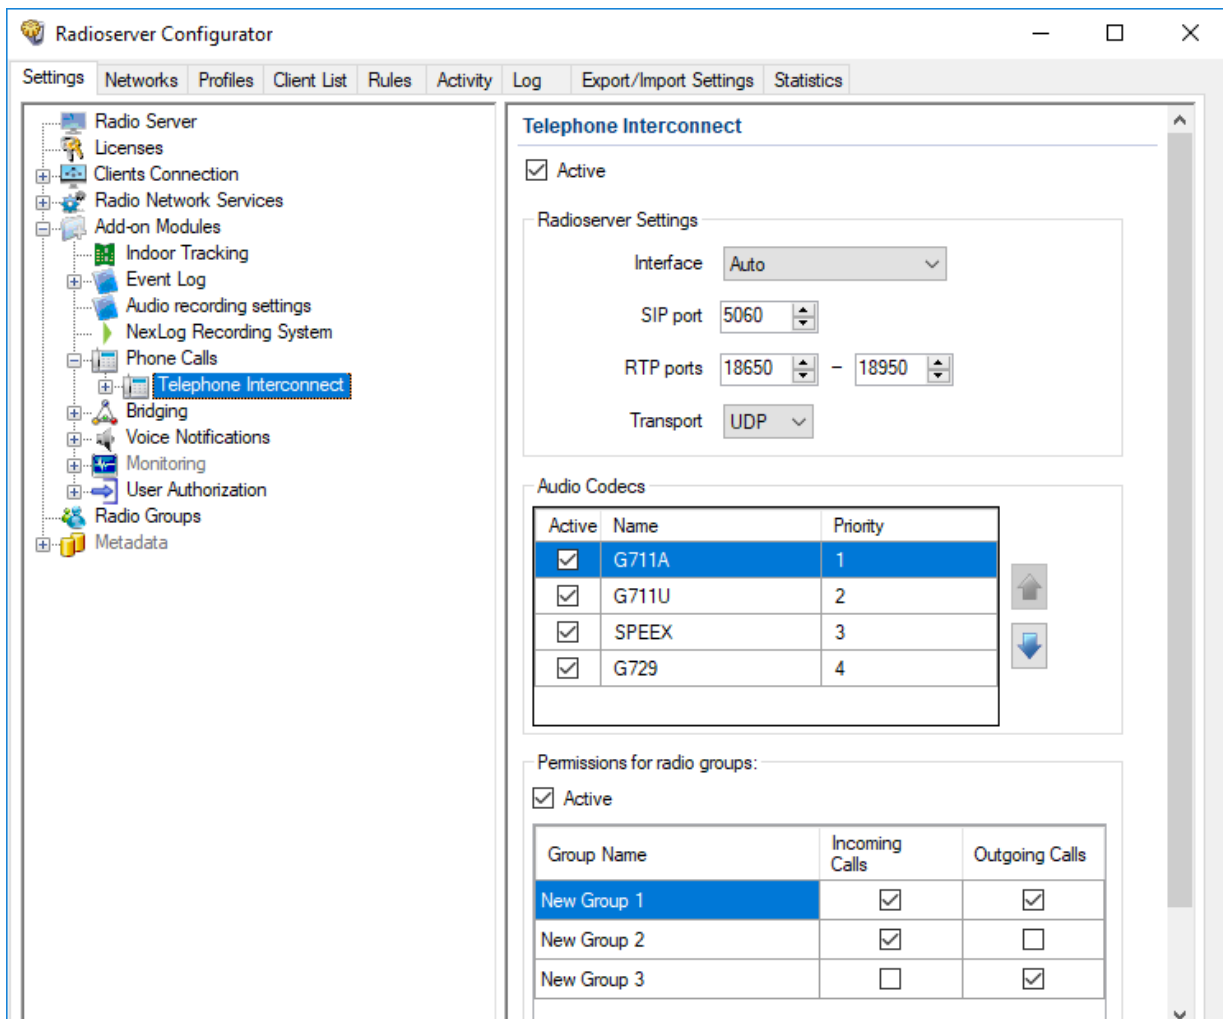 Radioserver Configurator
Settings Networks Profiles Client List Rules Activity Log Export/Import Settings Statistics
Radio Server
Licenses
Clients Connection
Radio Network Services
Add-on Modules
Indoor Tracking
Event Log
Audio recording settings
NexLog Recording System
Phone Calls
Telephone Interconnect
Bridging
Voice Notifications
Monitoring
User Authorization
Radio Groups
Metadata
Telephone Interconnect
Active
Radioserver Settings
Interface Auto
SIP port 5060
RTP ports 18650 – 18950
Transport UDP
Audio Codecs
Active Name Priority
G711A 1
G711U 2
SPEEX 3
G729 4
Permissions for radio groups:
Active
Group Name Incoming Calls Outgoing Calls
New Group 1
New Group 2
New Group 3